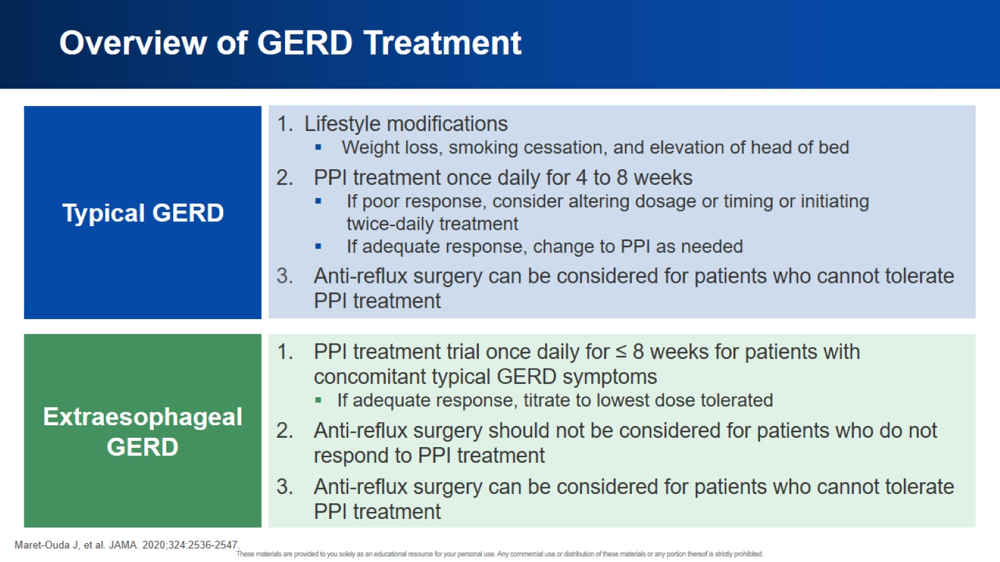 Overview of GERD Treatment
Typical GERD
1. Lifestyle modifications
▪ Weight loss, smoking cessation, and elevation of head of bed
2. PPI treatment once daily for 4 to 8 weeks
▪ If poor response, consider altering dosage or timing or initiating
twice-daily treatment
▪ If adequate response, change to PPI as needed
3. Anti-reflux surgery can be considered for patients who cannot tolerate
PPI treatment
Extraesophageal
GERD
1. PPI treatment trial once daily for ≤ 8 weeks for patients with
concomitant typical GERD symptoms
▪ If adequate response, titrate to lowest dose tolerated
2. Anti-reflux surgery should not be considered for patients who do not
respond to PPI treatment
3. Anti-reflux surgery can be considered for patients who cannot tolerate
PPI treatment
Maret-Ouda J, et al. JAMA. 2020;324:2536-2547.
These materials are provided to you solely as an educational resource for your personal use. Any commercial use or distribution of these materials or any portion thereof is strictly prohibited.